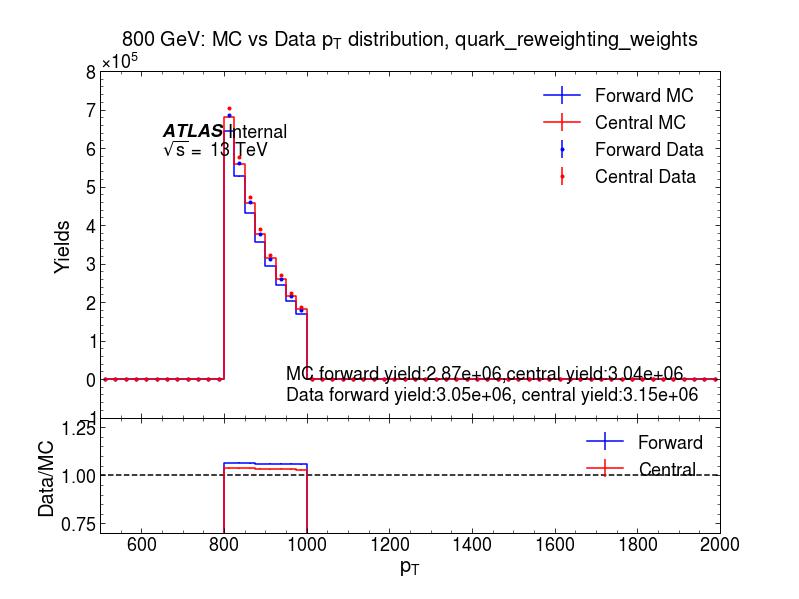 800 GeV: MC vs Data pT distribution, quark_reweighting_weights
×10⁵
8
7
6
5
4
3
2
1
0
−1
Yields
ATLAS Internal
√s = 13 TeV
Forward MC
Central MC
Forward Data
Central Data
MC forward yield:2.87e+06,central yield:3.04e+06
Data forward yield:3.05e+06, central yield:3.15e+06
1.25
1.00
0.75
Data/MC
Forward
Central
600 800 1000 1200 1400 1600 1800 2000
pT